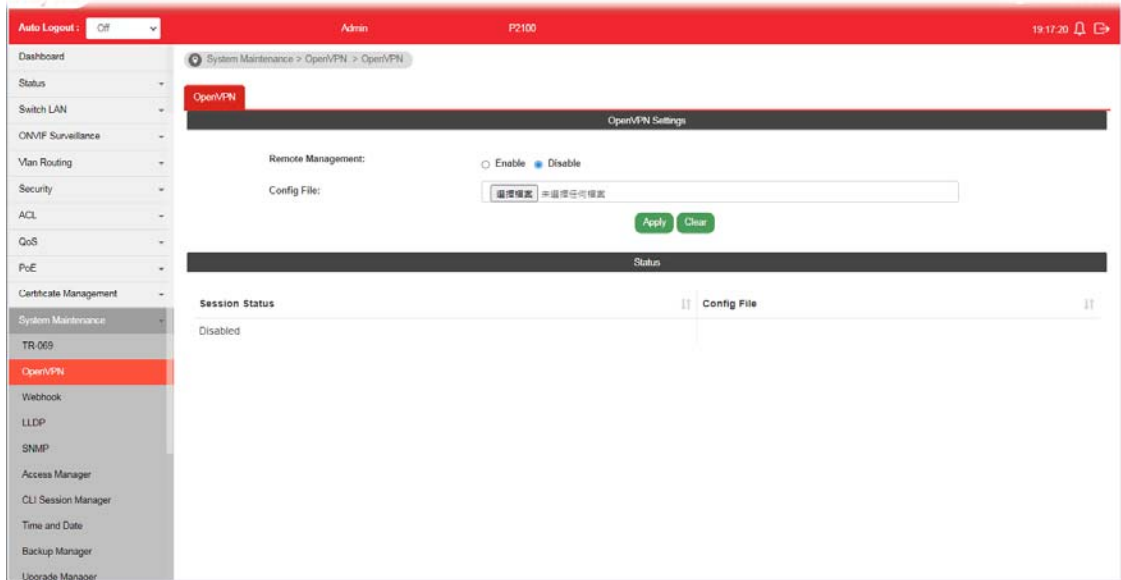 Auto Logout : Off Admin P2100 19:17:20
Dashboard
Status
Switch LAN
ONVIF Surveillance
Vlan Routing
Security
ACL
QoS
PoE
Certificate Management
System Maintenance
TR-069
OpenVPN
Webhook
LLDP
SNMP
Access Manager
CLI Session Manager
Time and Date
Backup Manager
Upgrade Manager
System Maintenance > OpenVPN > OpenVPN
OpenVPN
OpenVPN Settings
Remote Management: Enable Disable
Config File: 選擇檔案 未選擇任何檔案
Apply Clear
Status
Session Status Config File
Disabled